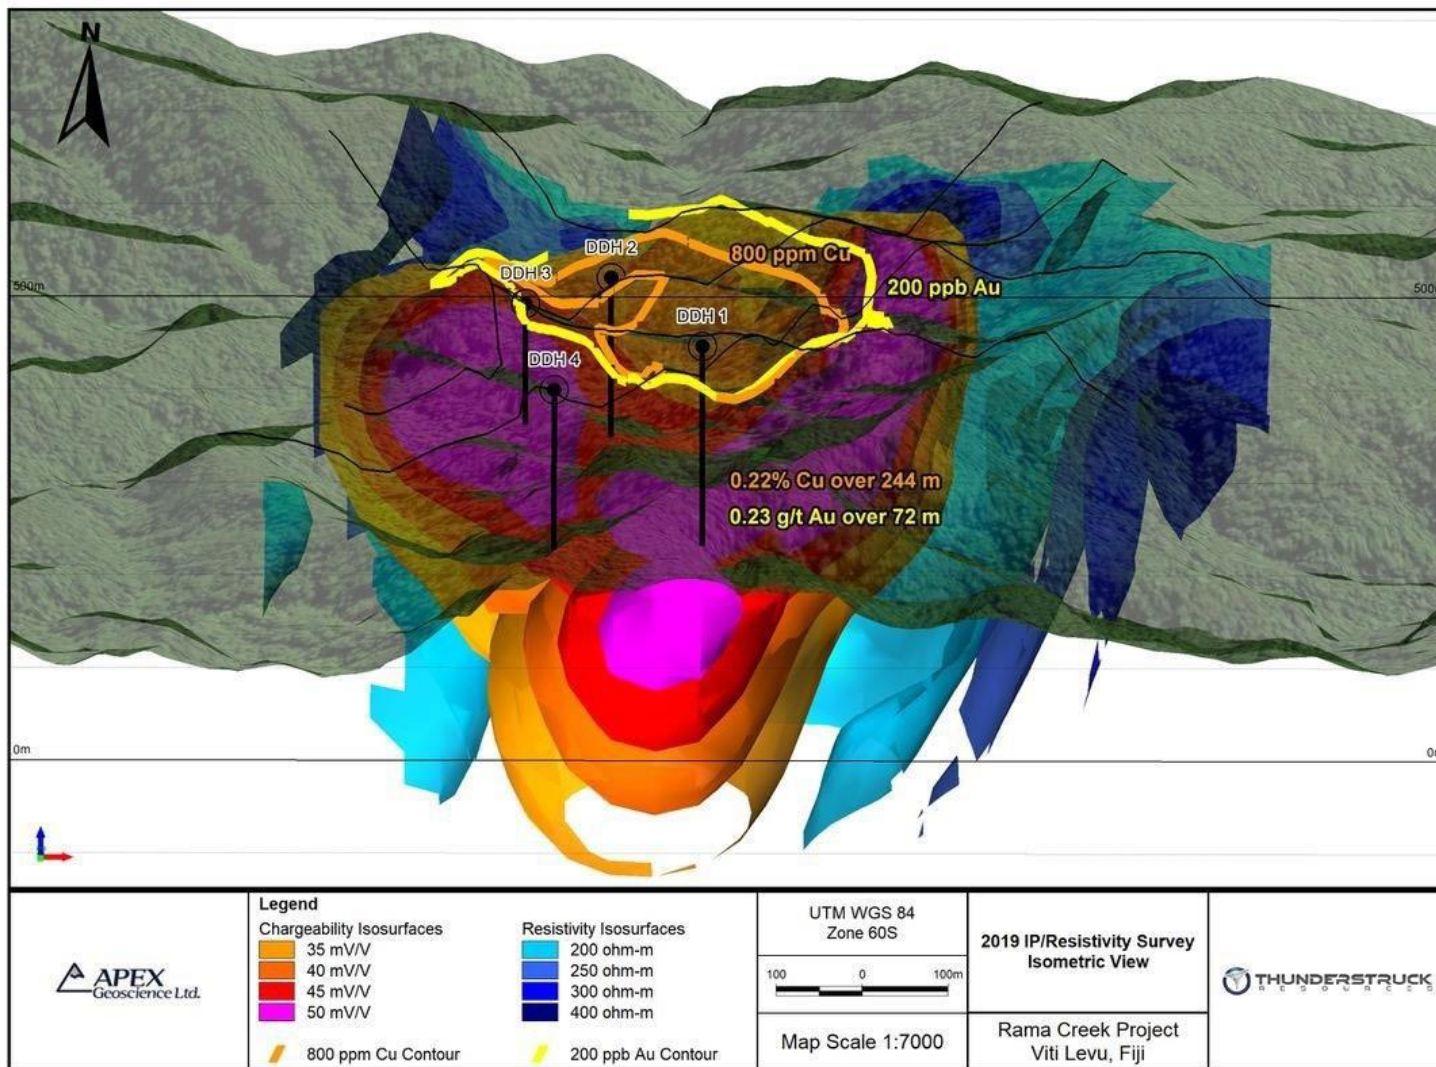 N
DDH 2
800 ppm Cu
DDH 3
200 ppb Au
500m
500
DDH 1
DDH 4
0.22% Cu over 244 m
0.23 g/t Au over 72 m
0m
0
Legend
Chargeability Isosurfaces
35 mV/V
40 mV/V
45 mV/V
50 mV/V
800 ppm Cu Contour
Resistivity Isosurfaces
200 ohm-m
250 ohm-m
300 ohm-m
400 ohm-m
200 ppb Au Contour
APEX
Geoscience Ltd.
UTM WGS 84
Zone 60S
100 0 100m
Map Scale 1:7000
2019 IP/Resistivity Survey
Isometric View
Rama Creek Project
Viti Levu, Fiji
THUNDERSTRUCK
RESOURCES